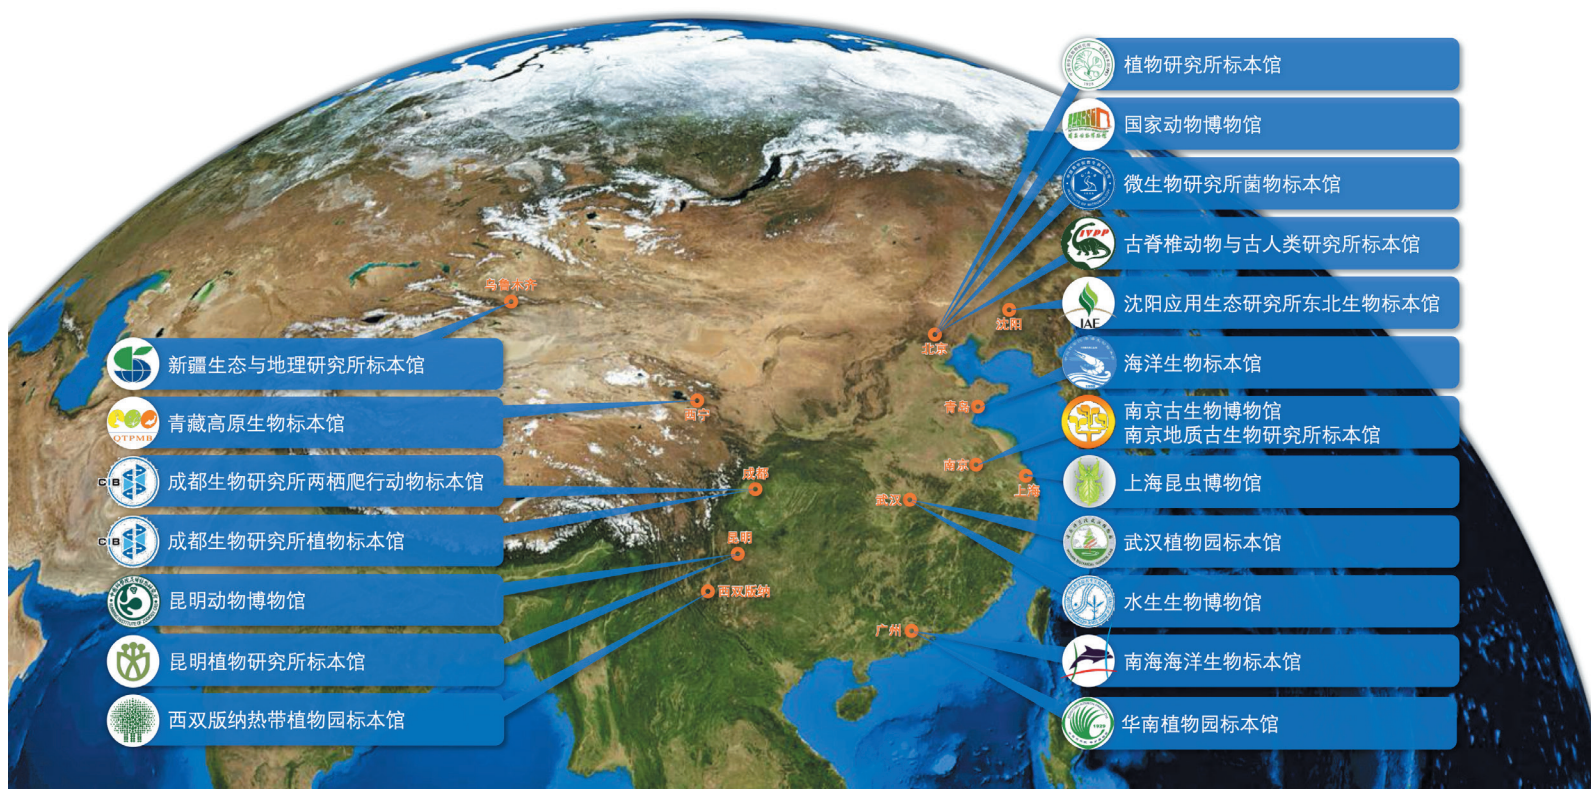 植物研究所标本馆
国家动物博物馆
微生物研究所菌物标本馆
IVPP
古脊椎动物与古人类研究所标本馆
IAE
沈阳应用生态研究所东北生物标本馆
海洋生物标本馆
南京古生物博物馆
南京地质古生物研究所标本馆
上海昆虫博物馆
武汉植物园标本馆
水生生物博物馆
南海海洋生物标本馆
1929
华南植物园标本馆
乌鲁木齐
西宁
成都
昆明
西双版纳
北京
沈阳
青岛
南京
上海
武汉
广州
新疆生态与地理研究所标本馆
QTPMB
青藏高原生物标本馆
CIB
成都生物研究所两栖爬行动物标本馆
CIB
成都生物研究所植物标本馆
昆明动物博物馆
昆明植物研究所标本馆
西双版纳热带植物园标本馆